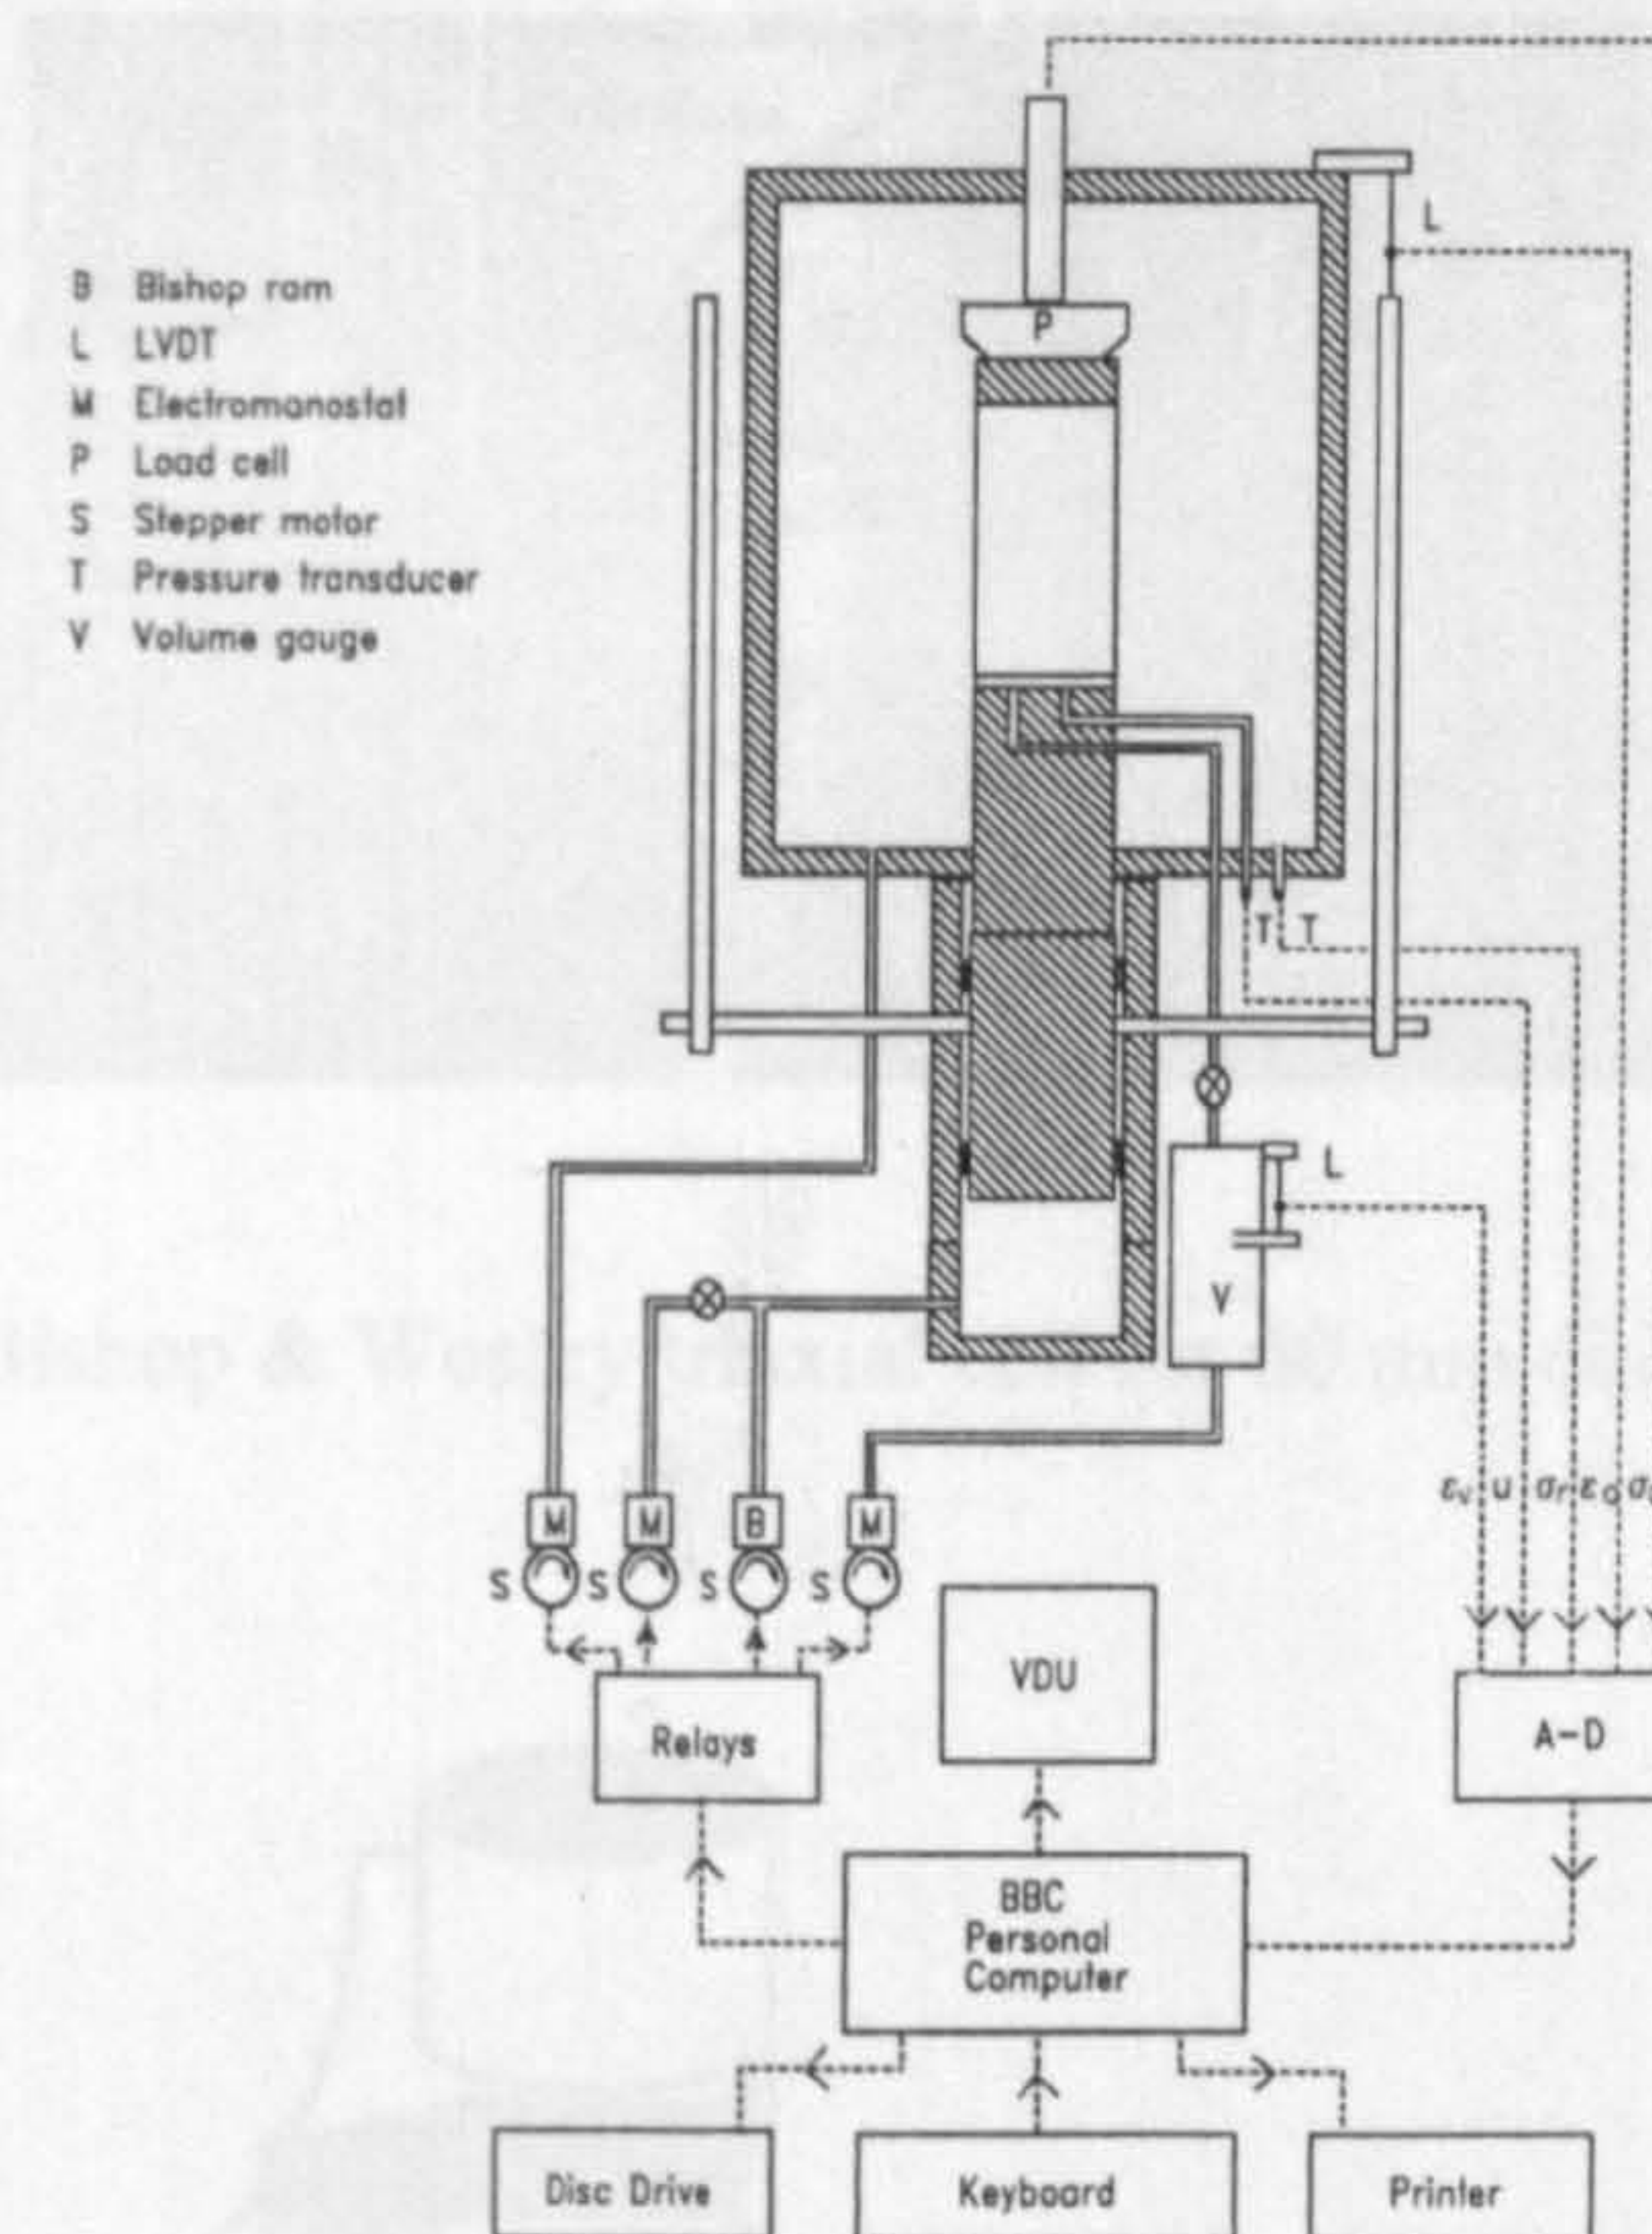 B Bishop ram
L LVDT
M Electromanostat
P Load cell
S Stepper motor
T Pressure transducer
V Volume gauge
L
P
T T
L
V
εv u σr εa
M M B M
S S S S
VDU
Relays
A-D
BBC
Personal
Computer
Disc Drive
Keyboard
Printer